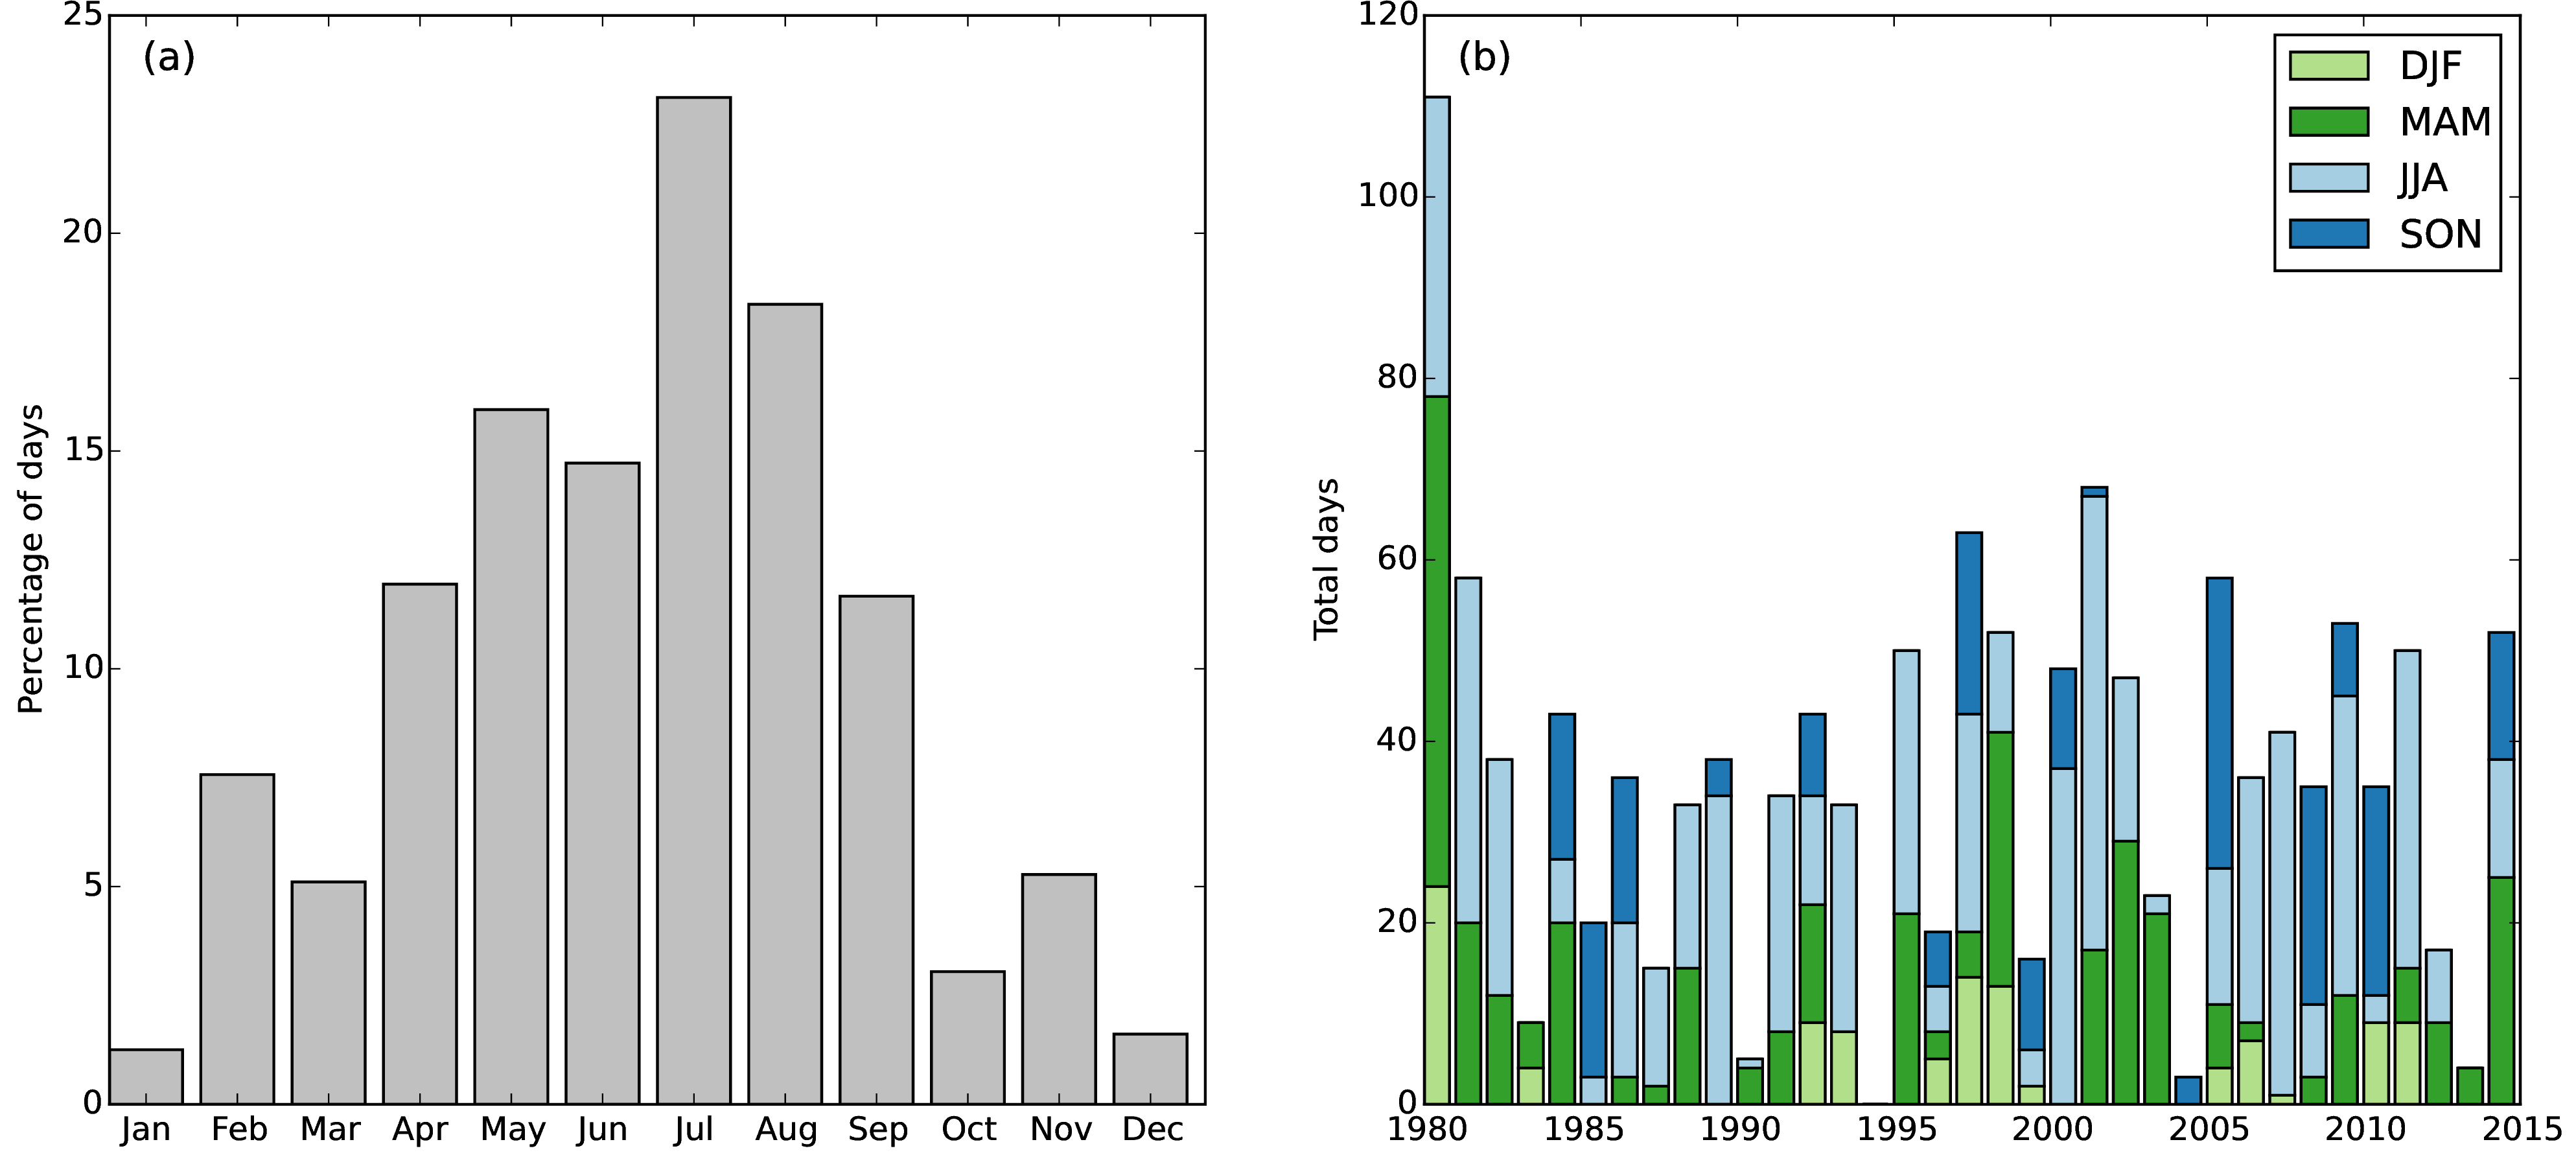 (a)
Percentage of days
25
20
15
10
5
0
Jan Feb Mar Apr May Jun Jul Aug Sep Oct Nov Dec
(b)
Total days
120
100
80
60
40
20
0
1980 1985 1990 1995 2000 2005 2010 2015
DJF
MAM
JJA
SON